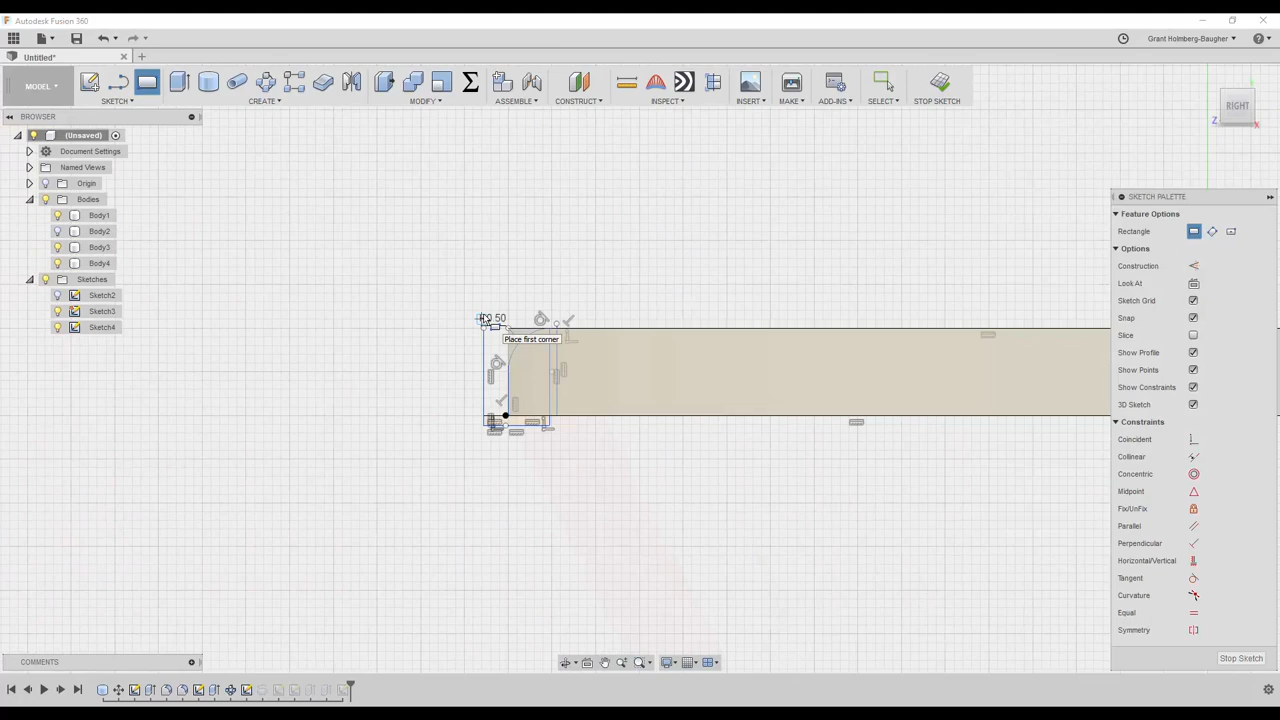 Autodesk Fusion 360
Grant Holmberg-Baugher
Untitled*
MODEL
SKETCH
CREATE
MODIFY
ASSEMBLE
CONSTRUCT
INSPECT
INSERT
MAKE
ADD-INS
SELECT
STOP SKETCH
RIGHT
Z
X
BROWSER
(Unsaved)
Document Settings
Named Views
Origin
Bodies
Body1
Body2
Body3
Body4
Sketches
Sketch2
Sketch3
Sketch4
0.50
Place first corner
SKETCH PALETTE
Feature Options
Rectangle
Options
Construction
Look At
Sketch Grid
Snap
Slice
Show Profile
Show Points
Show Constraints
3D Sketch
Constraints
Coincident
Collinear
Concentric
Midpoint
Fix/UnFix
Parallel
Perpendicular
Horizontal/Vertical
Tangent
Curvature
Equal
Symmetry
Stop Sketch
COMMENTS